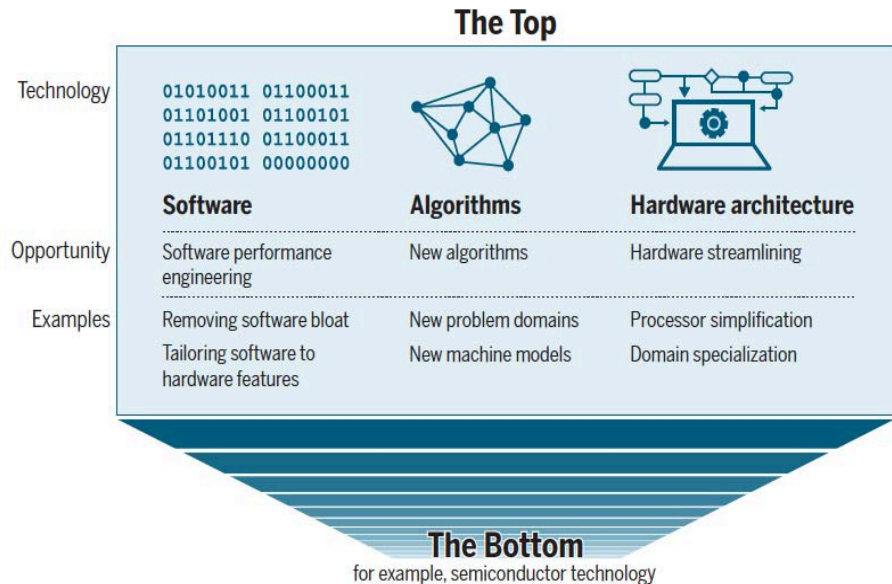 The Top
Technology
01010011 01100011
01101001 01100101
01101110 01100011
01100101 00000000
Software
Algorithms
Hardware architecture
Opportunity
Software performance
engineering
New algorithms
Hardware streamlining
Examples
Removing software bloat
New problem domains
Processor simplification
Tailoring software to
hardware features
New machine models
Domain specialization
The Bottom
for example, semiconductor technology